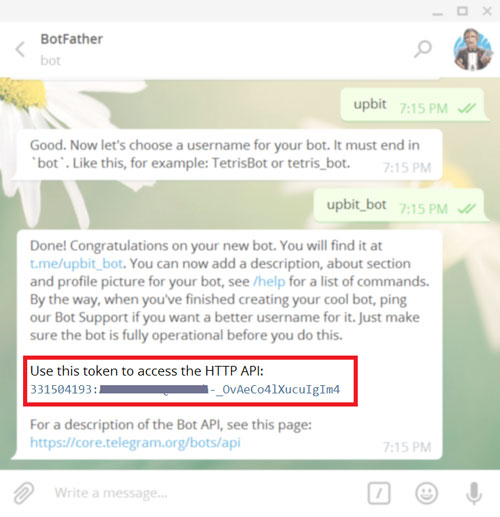 BotFather
bot
upbit 7:15 PM
Good. Now let's choose a username for your bot. It must end in
`bot`. Like this, for example: TetrisBot or tetris_bot. 7:15 PM
upbit_bot 7:15 PM
Done! Congratulations on your new bot. You will find it at
t.me/upbit_bot. You can now add a description, about section
and profile picture for your bot, see /help for a list of commands.
By the way, when you've finished creating your cool bot, ping
our Bot Support if you want a better username for it. Just make
sure the bot is fully operational before you do this.
Use this token to access the HTTP API:
331504193: -_OvAeCo4lXucuIgIm4
For a description of the Bot API, see this page:
https://core.telegram.org/bots/api 7:15 PM
Write a message...